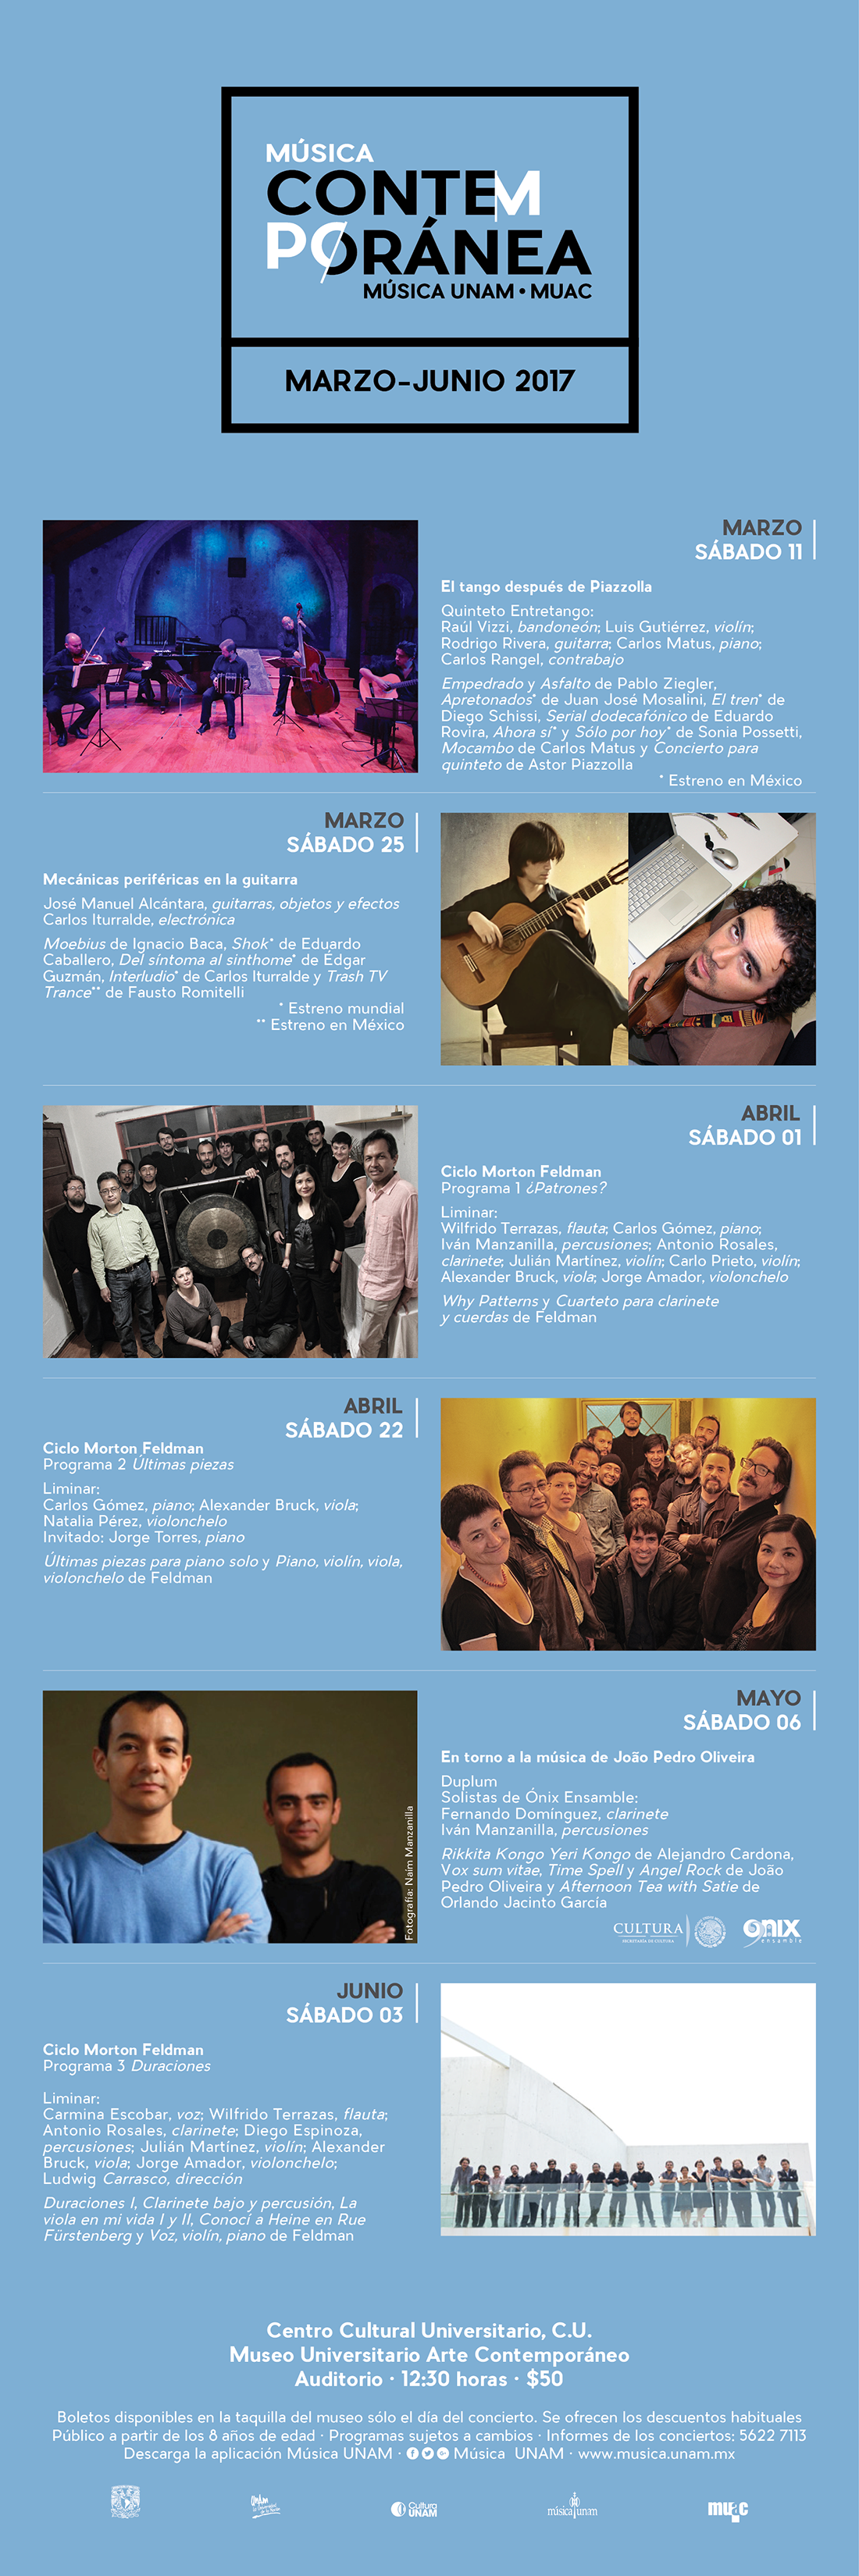 MÚSICA
CONTEM
PORÁNEA
MÚSICA UNAM • MUAC
MARZO-JUNIO 2017
MARZO
SÁBADO 11
El tango después de Piazzolla
Quinteto Entretango:
Raúl Vizzi, bandoneón; Luis Gutiérrez, violín;
Rodrigo Rivera, guitarra; Carlos Matus, piano;
Carlos Rangel, contrabajo
Empedrado y Asfalto de Pablo Ziegler,
Apretonados* de Juan José Mosalini, El tren* de
Diego Schissi, Serial dodecafónico de Eduardo
Rovira, Ahora sí* y Sólo por hoy* de Sonia Possetti,
Mocambo de Carlos Matus y Concierto para
quinteto de Astor Piazzolla
* Estreno en México
MARZO
SÁBADO 25
Mecánicas periféricas en la guitarra
José Manuel Alcántara, guitarras, objetos y efectos
Carlos Iturralde, electrónica
Moebius de Ignacio Baca, Shok* de Eduardo
Caballero, Del síntoma al sinthome* de Édgar
Guzmán, Interludio* de Carlos Iturralde y Trash TV
Trance** de Fausto Romitelli
* Estreno mundial
** Estreno en México
ABRIL
SÁBADO 01
Ciclo Morton Feldman
Programa 1 ¿Patrones?
Liminar:
Wilfrido Terrazas, flauta; Carlos Gómez, piano;
Iván Manzanilla, percusiones; Antonio Rosales,
clarinete; Julián Martínez, violín; Carlo Prieto, violín;
Alexander Bruck, viola; Jorge Amador, violonchelo
Why Patterns y Cuarteto para clarinete
y cuerdas de Feldman
ABRIL
SÁBADO 22
Ciclo Morton Feldman
Programa 2 Últimas piezas
Liminar:
Carlos Gómez, piano; Alexander Bruck, viola;
Natalia Pérez, violonchelo
Invitado: Jorge Torres, piano
Últimas piezas para piano solo y Piano, violín, viola,
violonchelo de Feldman
Fotografía: Naím Manzanilla
MAYO
SÁBADO 06
En torno a la música de João Pedro Oliveira
Duplum
Solistas de Ónix Ensamble:
Fernando Domínguez, clarinete
Iván Manzanilla, percusiones
Rikkita Kongo Yeri Kongo de Alejandro Cardona,
Vox sum vitae, Time Spell y Angel Rock de João
Pedro Oliveira y Afternoon Tea with Satie de
Orlando Jacinto García
CULTURA
SECRETARÍA DE CULTURA
ónix
ensamble
JUNIO
SÁBADO 03
Ciclo Morton Feldman
Programa 3 Duraciones
Liminar:
Carmina Escobar, voz; Wilfrido Terrazas, flauta;
Antonio Rosales, clarinete; Diego Espinoza,
percusiones; Julián Martínez, violín; Alexander
Bruck, viola; Jorge Amador, violonchelo;
Ludwig Carrasco, dirección
Duraciones I, Clarinete bajo y percusión, La
viola en mi vida I y II, Conocí a Heine en Rue
Fürstenberg y Voz, violín, piano de Feldman
Centro Cultural Universitario, C.U.
Museo Universitario Arte Contemporáneo
Auditorio · 12:30 horas · $50
Boletos disponibles en la taquilla del museo sólo el día del concierto. Se ofrecen los descuentos habituales
Público a partir de los 8 años de edad · Programas sujetos a cambios · Informes de los conciertos: 5622 7113
Descarga la aplicación Música UNAM · Música UNAM · www.musica.unam.mx
Cultura
UNAM
música unam
muac